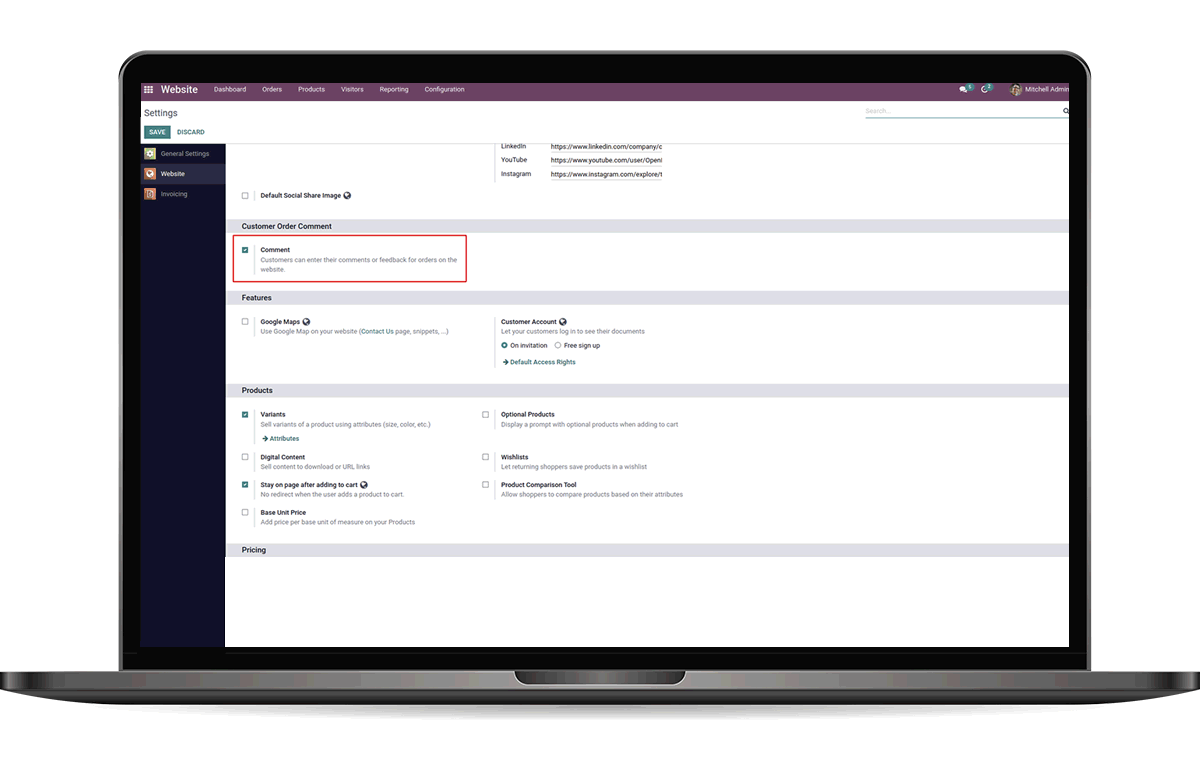 Website Dashboard Orders Products Visitors Reporting Configuration 5 2 Mitchell Admin
Settings
Search...
SAVE DISCARD
General Settings
Website
Invoicing
LinkedIn https://www.linkedin.com/company/c
YouTube https://www.youtube.com/user/Open
Instagram https://www.instagram.com/explore/t
Default Social Share Image
Customer Order Comment
Comment
Customers can enter their comments or feedback for orders on the
website.
Features
Google Maps
Use Google Map on your website (Contact Us page, snippets, ...)
Customer Account
Let your customers log in to see their documents
On invitation Free sign up
Default Access Rights
Products
Variants
Sell variants of a product using attributes (size, color, etc.)
Attributes
Optional Products
Display a prompt with optional products when adding to cart
Digital Content
Sell content to download or URL links
Wishlists
Let returning shoppers save products in a wishlist
Stay on page after adding to cart
No redirect when the user adds a product to cart.
Product Comparison Tool
Allow shoppers to compare products based on their attributes
Base Unit Price
Add price per base unit of measure on your Products
Pricing